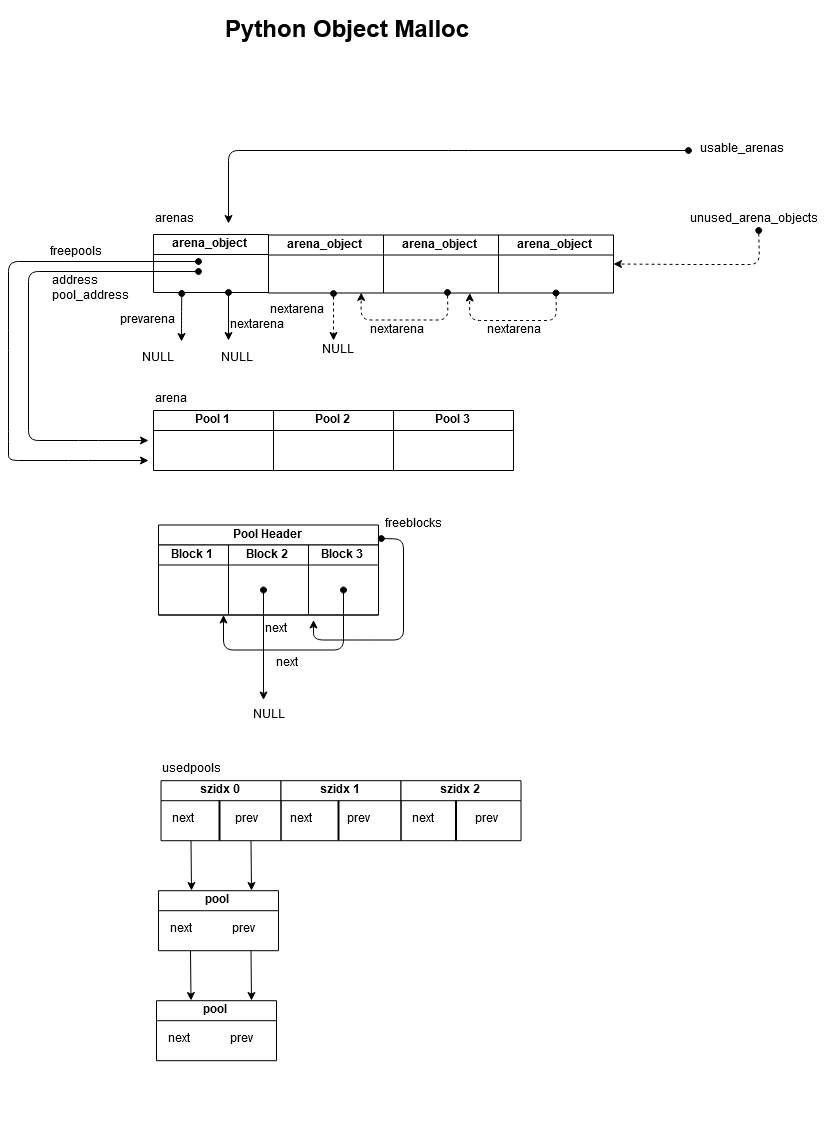 Python Object Malloc
usable_arenas
arenas
unused_arena_objects
arena_object arena_object arena_object arena_object
freepools
address
pool_address
prevarena
nextarena
nextarena
nextarena
nextarena
NULL
NULL
NULL
arena
Pool 1 Pool 2 Pool 3
freeblocks
Pool Header
Block 1 Block 2 Block 3
next
next
NULL
usedpools
szidx 0 szidx 1 szidx 2
next prev next prev next prev
pool
next prev
pool
next prev